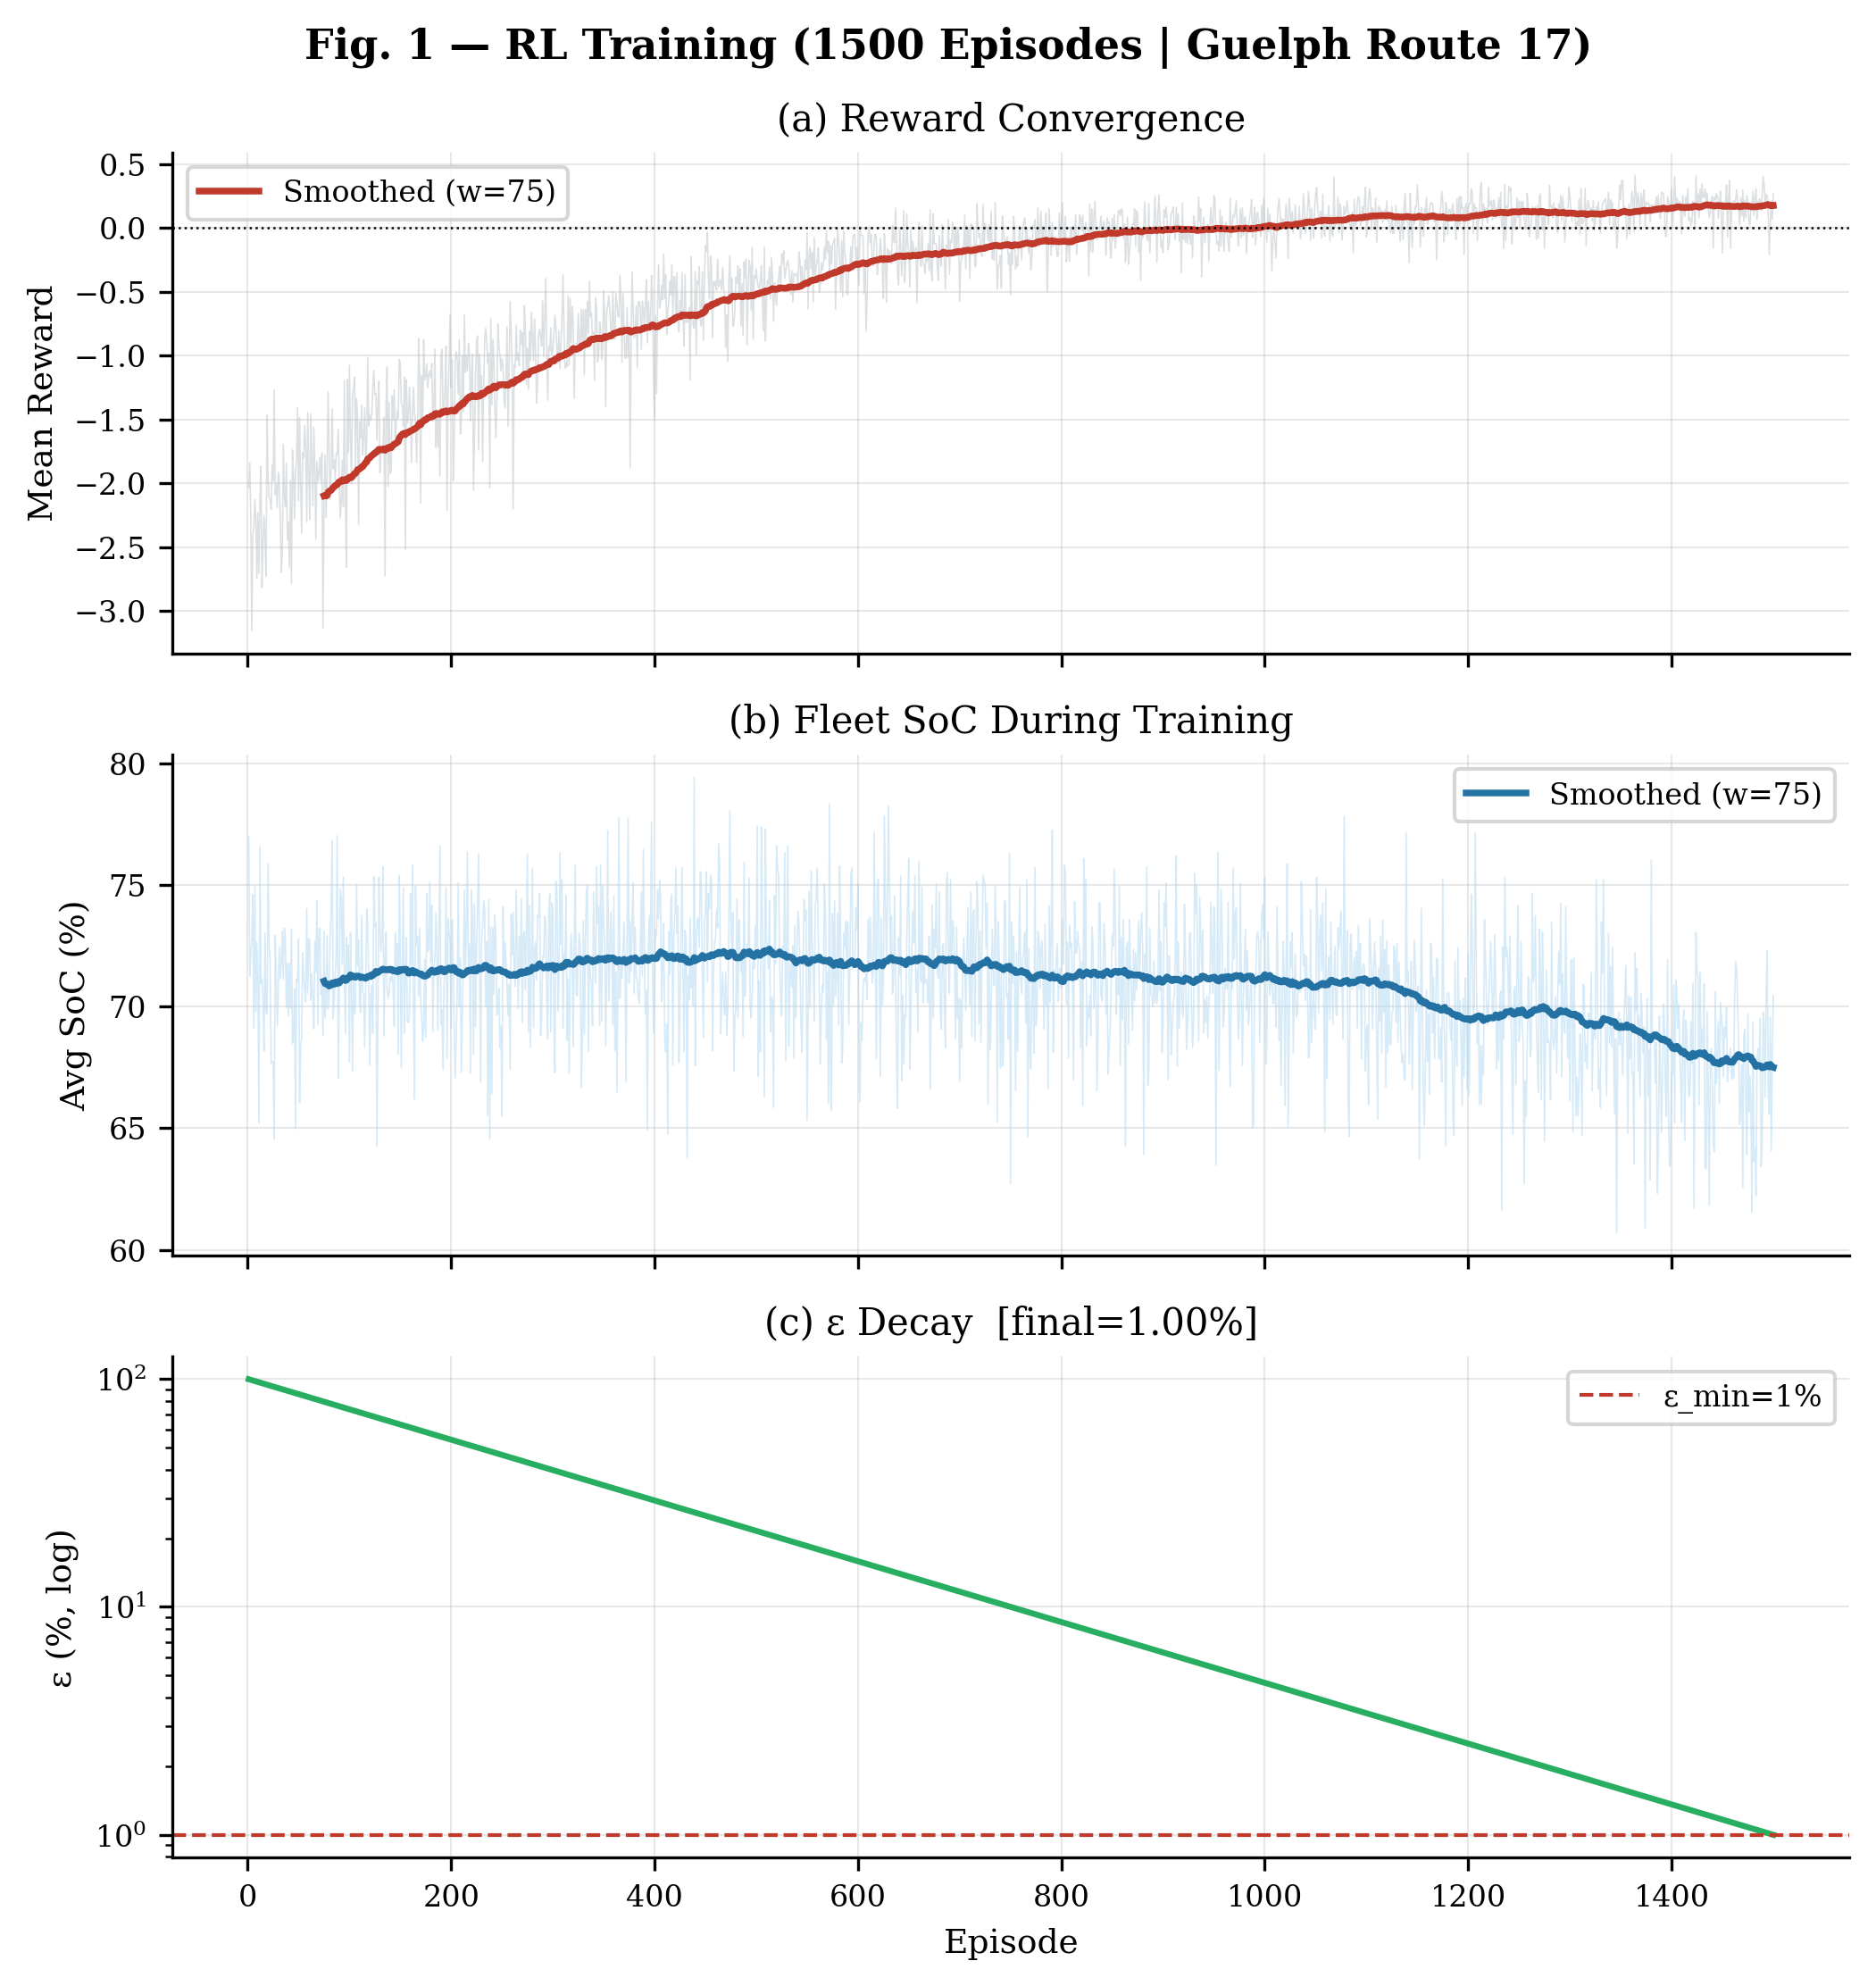 Fig. 1 — RL Training (1500 Episodes | Guelph Route 17)
(a) Reward Convergence
Smoothed (w=75)
Mean Reward
0.5
0.0
−0.5
−1.0
−1.5
−2.0
−2.5
−3.0
(b) Fleet SoC During Training
Smoothed (w=75)
Avg SoC (%)
80
75
70
65
60
(c) ε Decay  [final=1.00%]
ε_min=1%
ε (%, log)
10²
10¹
10⁰
0 200 400 600 800 1000 1200 1400
Episode